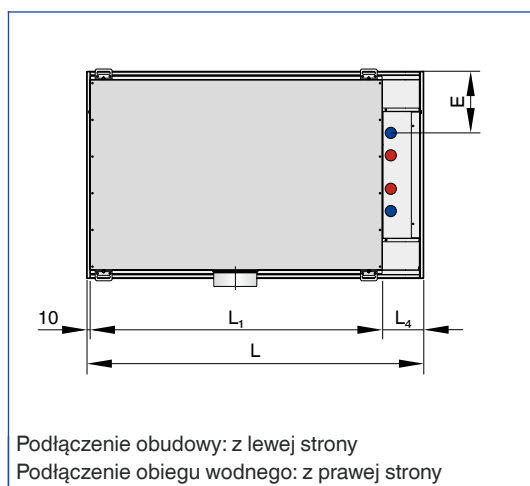 E
10
L₁
L₄
L
Podłączenie obudowy: z lewej strony
Podłączenie obiegu wodnego: z prawej strony